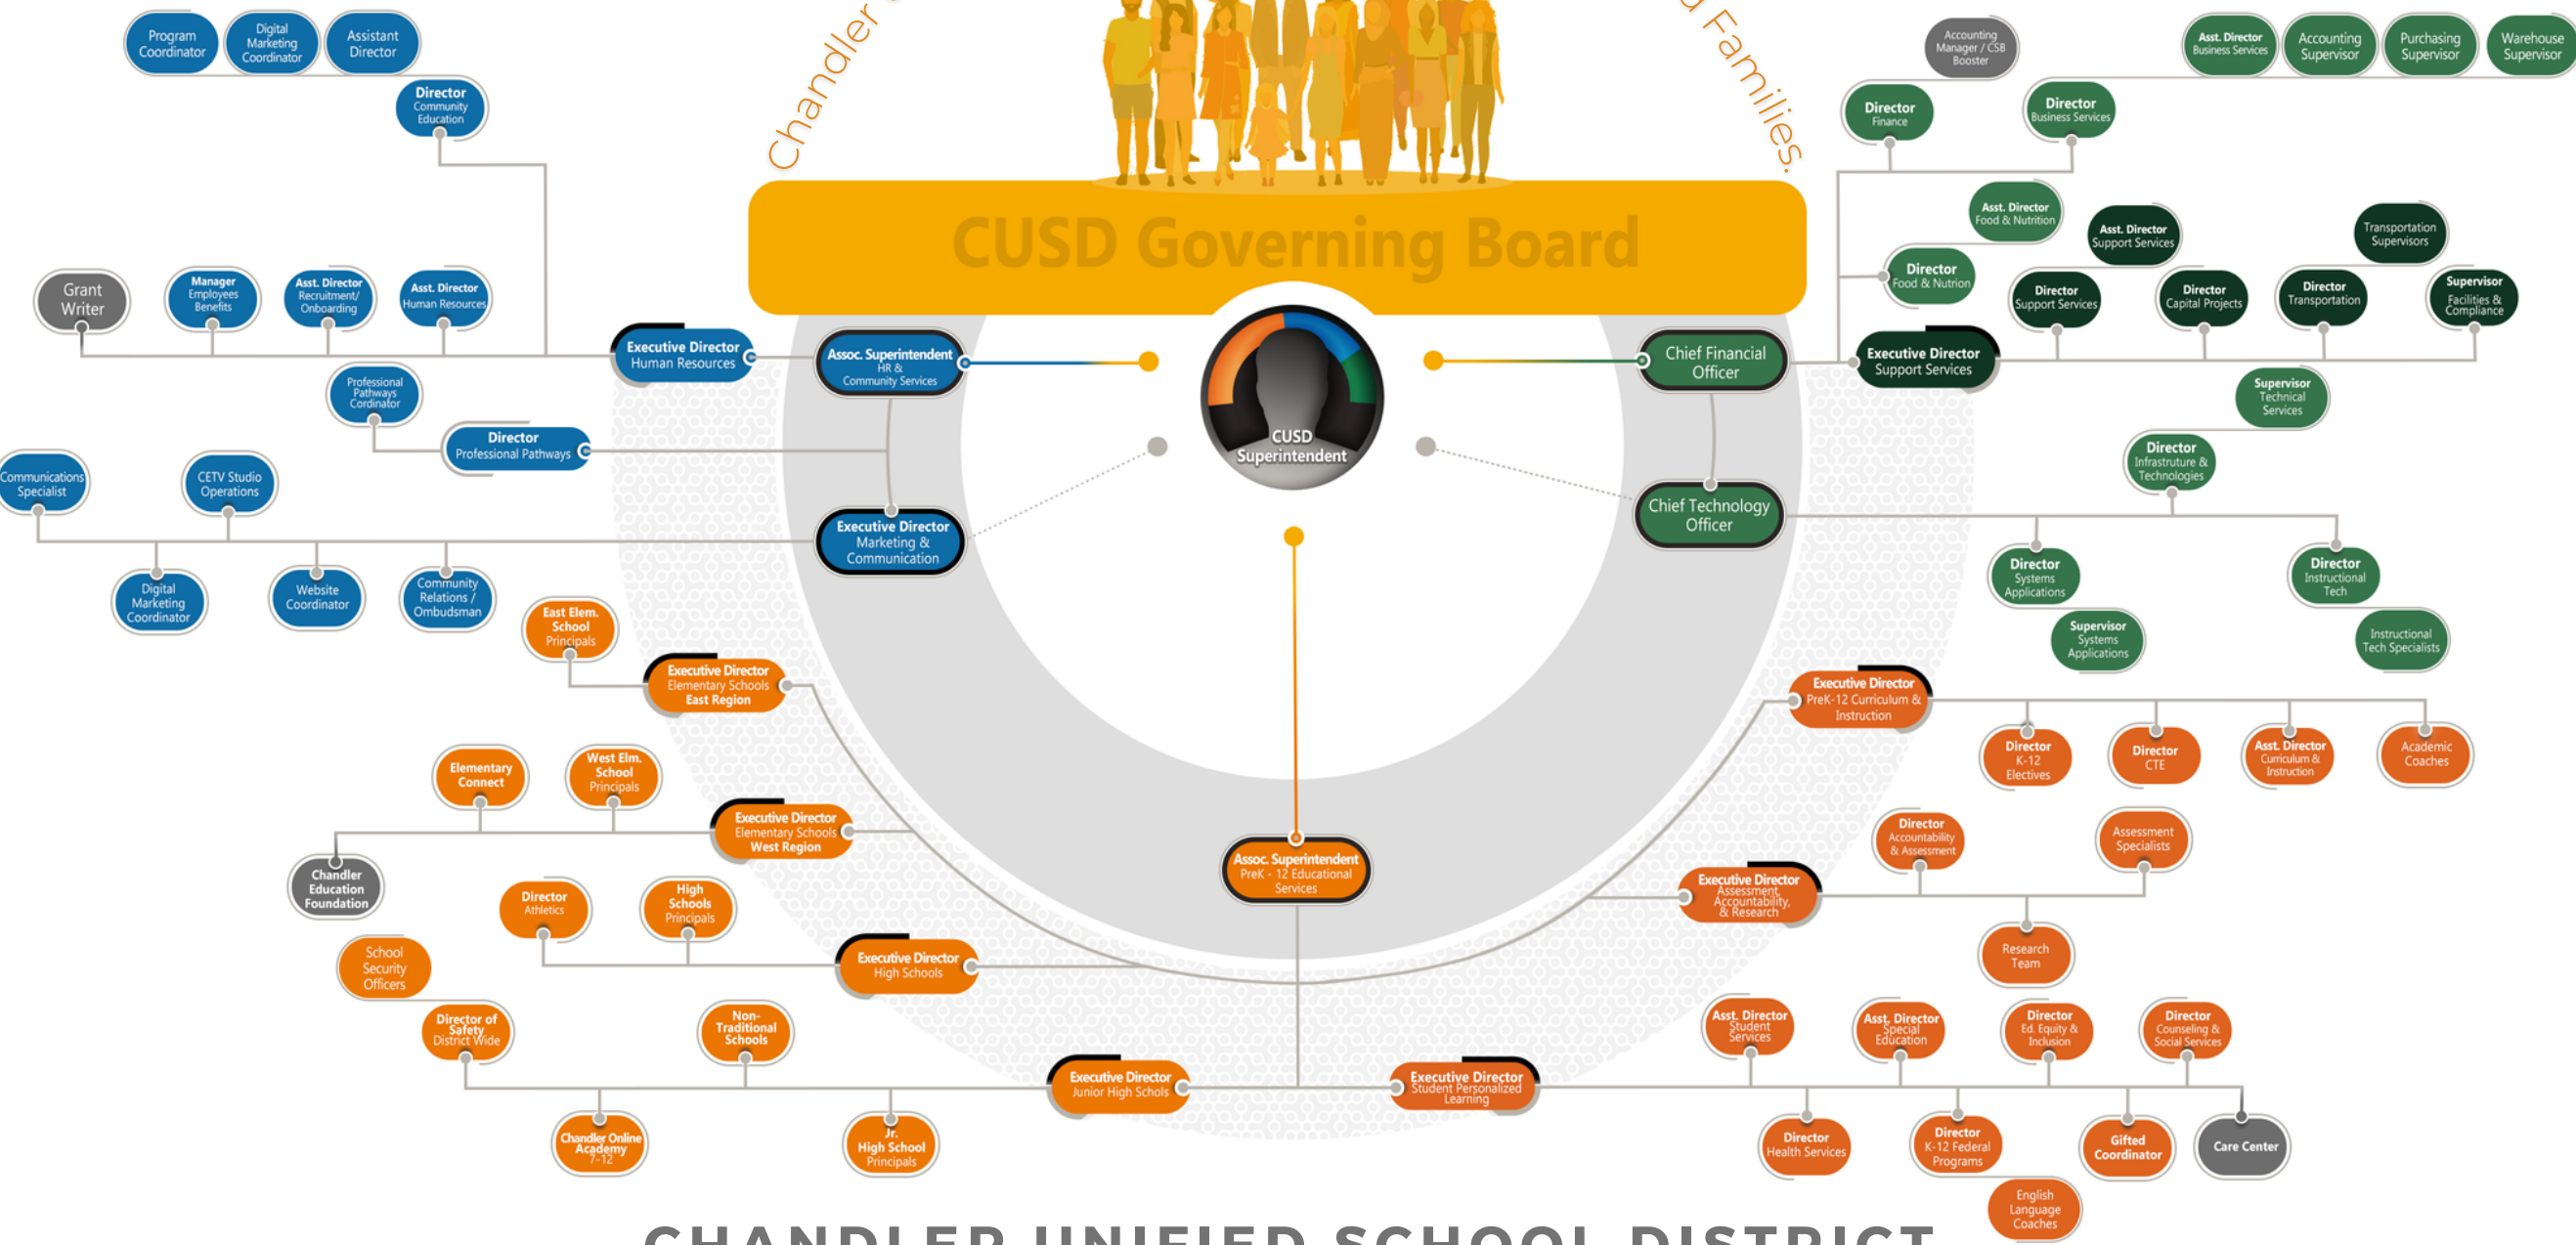 Chandler
d Families.
CUSD Governing Board
CUSD
Superintendent
Program
Coordinator
Digital
Marketing
Coordinator
Assistant
Director
Director
Community
Education
Grant
Writer
Manager
Employees
Benefits
Asst. Director
Recruitment/
Onboarding
Asst. Director
Human Resources
Executive Director
Human Resources
Assoc. Superintendent
HR &
Community Services
Professional
Pathways
Cordinator
Director
Professional Pathways
Communications
Specialist
CETV Studio
Operations
Executive Director
Marketing &
Communication
Digital
Marketing
Coordinator
Website
Coordinator
Community
Relations /
Ombudsman
Accounting
Manager / CSB
Booster
Asst. Director
Business Services
Accounting
Supervisor
Purchasing
Supervisor
Warehouse
Supervisor
Director
Finance
Director
Business Services
Asst. Director
Food & Nutrition
Director
Food & Nutrion
Asst. Director
Support Services
Transportation
Supervisors
Director
Support Services
Director
Capital Projects
Director
Transportation
Supervisor
Facilities &
Compliance
Chief Financial
Officer
Executive Director
Support Services
Supervisor
Technical
Services
Director
Infrastruture &
Technologies
Chief Technology
Officer
Director
Systems
Applications
Director
Instructional
Tech
Supervisor
Systems
Applications
Instructional
Tech Specialists
East Elem.
School
Principals
Executive Director
Elementary Schools
East Region
Elementary
Connect
West Elm.
School
Principals
Executive Director
Elementary Schools
West Region
Chandler
Education
Foundation
Director
Athletics
High
Schools
Principals
Executive Director
High Schools
School
Security
Officers
Director of
Safety
District Wide
Non-
Traditional
Schools
Executive Director
Junior High Schols
Chandler Online
Academy
7-12
Jr.
High School
Principals
Assoc. Superintendent
PreK - 12 Educational
Services
Executive Director
PreK-12 Curriculum &
Instruction
Director
K-12
Electives
Director
CTE
Asst. Director
Curriculum &
Instruction
Academic
Coaches
Director
Accountability
& Assessment
Assessment
Specialists
Executive Director
Assessment,
Accountability,
& Research
Research
Team
Asst. Director
Student
Services
Asst. Director
Special
Education
Director
Ed. Equity &
Inclusion
Director
Counseling &
Social Services
Executive Director
Student Personalized
Learning
Director
Health Services
Director
K-12 Federal
Programs
Gifted
Coordinator
Care Center
English
Language
Coaches
CHANDLER UNIFIED SCHOOL DISTRICT